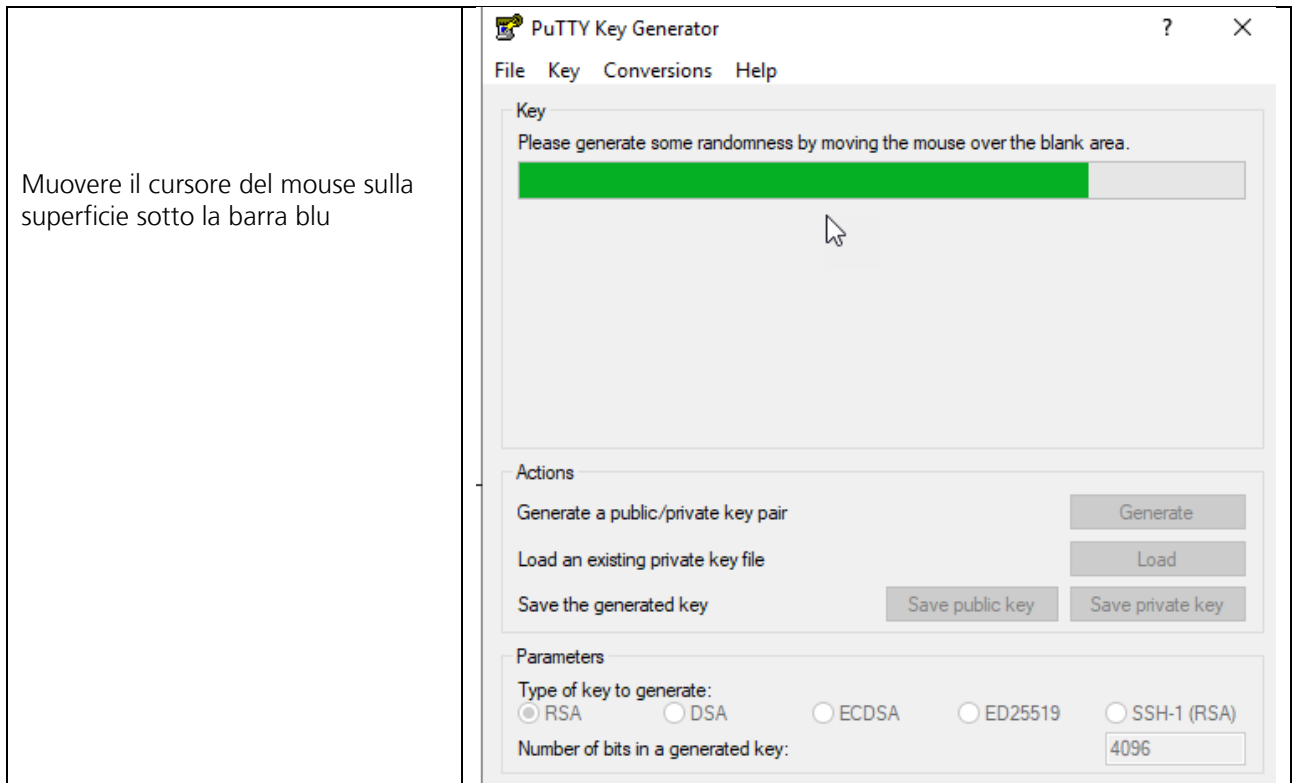 Muovere il cursore del mouse sulla
superficie sotto la barra blu
PuTTY Key Generator
?
File Key Conversions Help
Key
Please generate some randomness by moving the mouse over the blank area.
Actions
Generate a public/private key pair
Generate
Load an existing private key file
Load
Save the generated key
Save public key
Save private key
Parameters
Type of key to generate:
RSA DSA ECDSA ED25519 SSH-1 (RSA)
Number of bits in a generated key:
4096